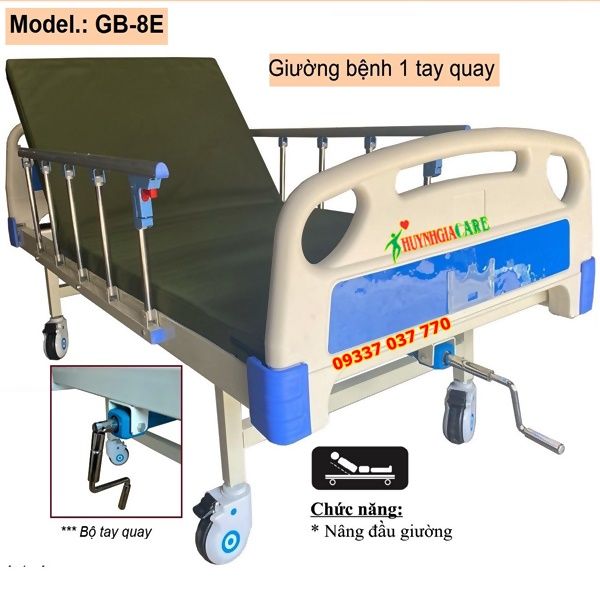 Model.: GB-8E
Giường bệnh 1 tay quay
HUYNHGIACARE
09337 037 770
*** Bộ tay quay
Chức năng:
* Nâng đầu giường